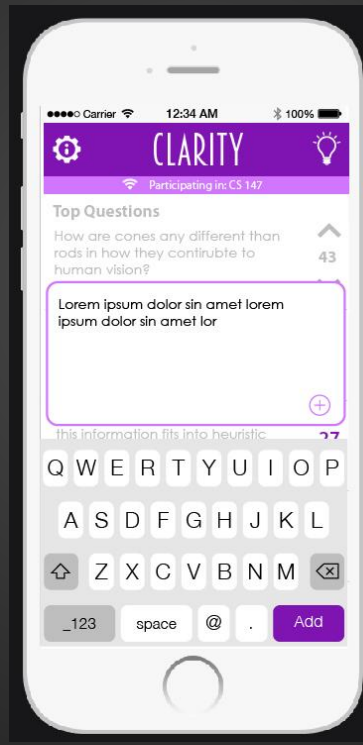 Carrier 12:34 AM 100%
CLARITY
Participating in: CS 147
Top Questions
How are cones any different than
rods in how they contirubte to
human vision?
43
Lorem ipsum dolor sin amet lorem
ipsum dolor sin amet lor
this information fits into heuristic
27
Q W E R T Y U I O P
A S D F G H J K L
Z X C V B N M
_123 space @ . Add